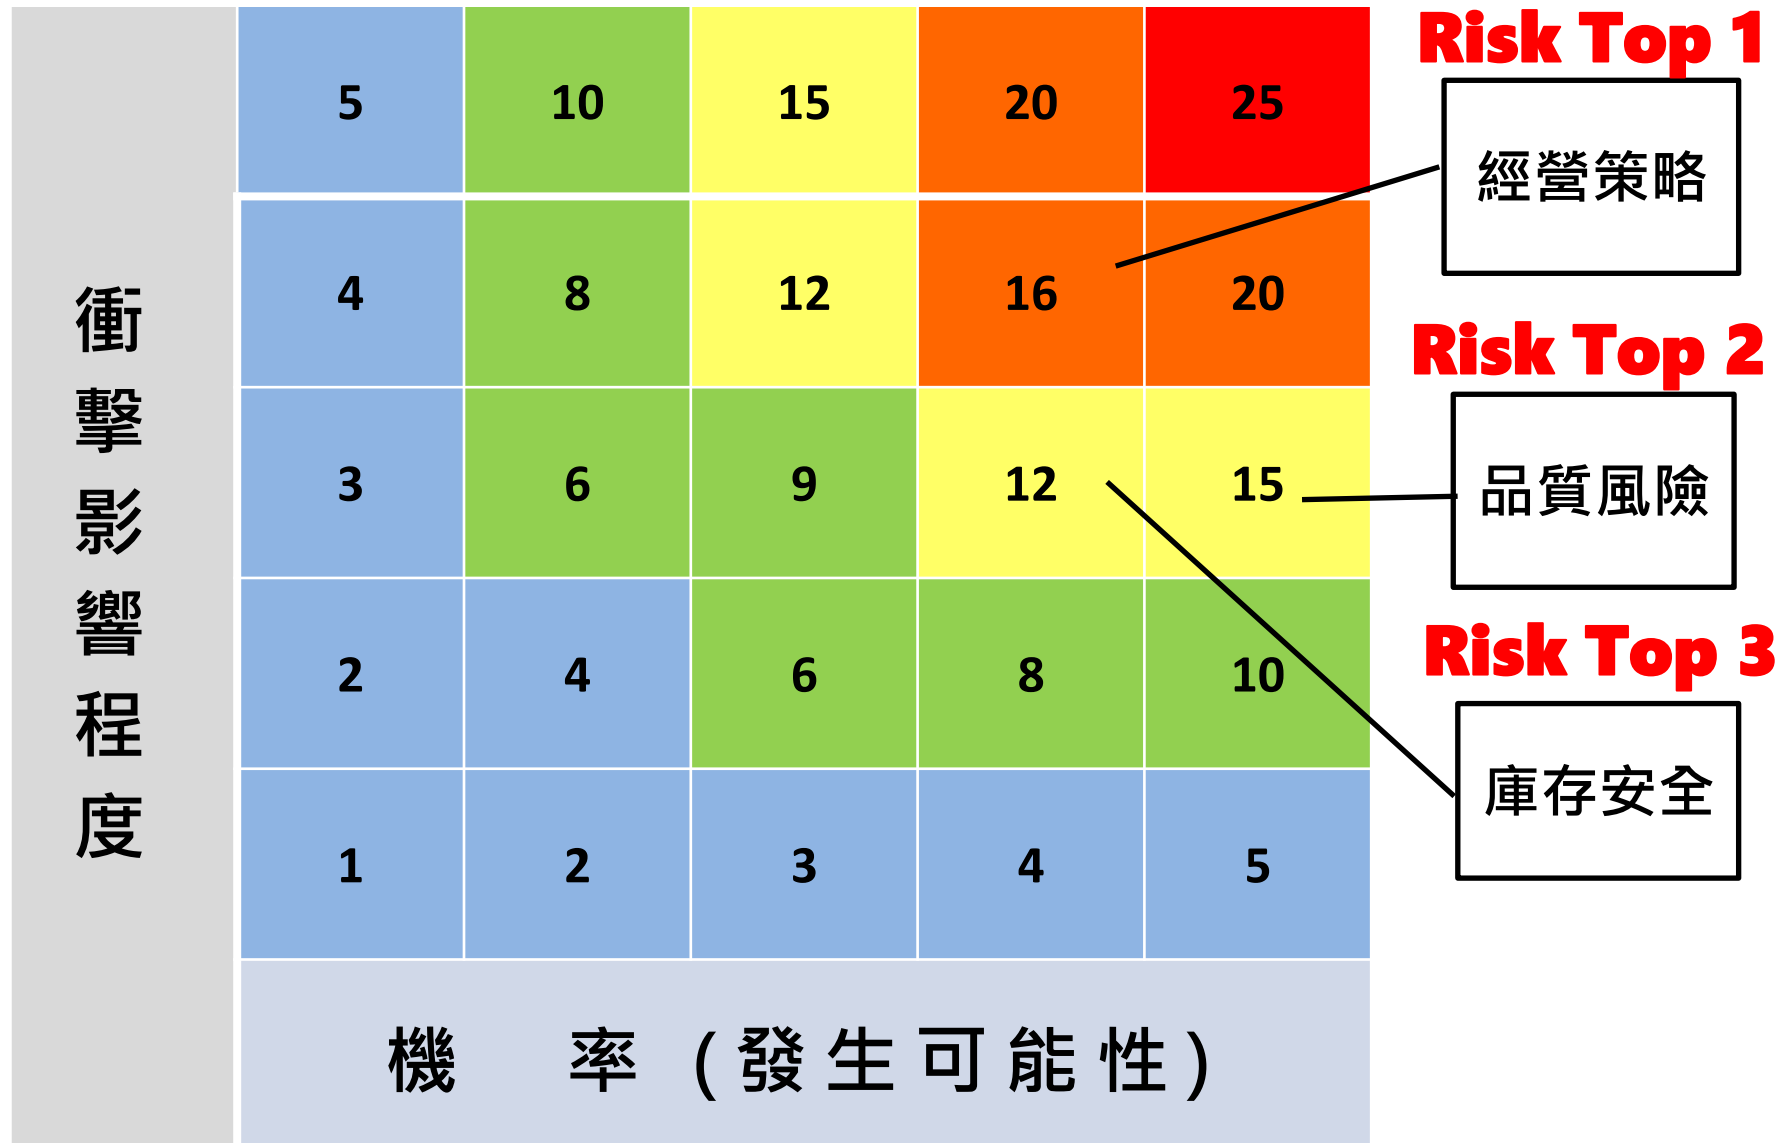 Risk Top 1
5 10 15 20 25
經營策略
4 8 12 16 20
Risk Top 2
3 6 9 12 15
品質風險
2 4 6 8 10
Risk Top 3
庫存安全
1 2 3 4 5
衝擊影響程度
機 率 (發生可能性)